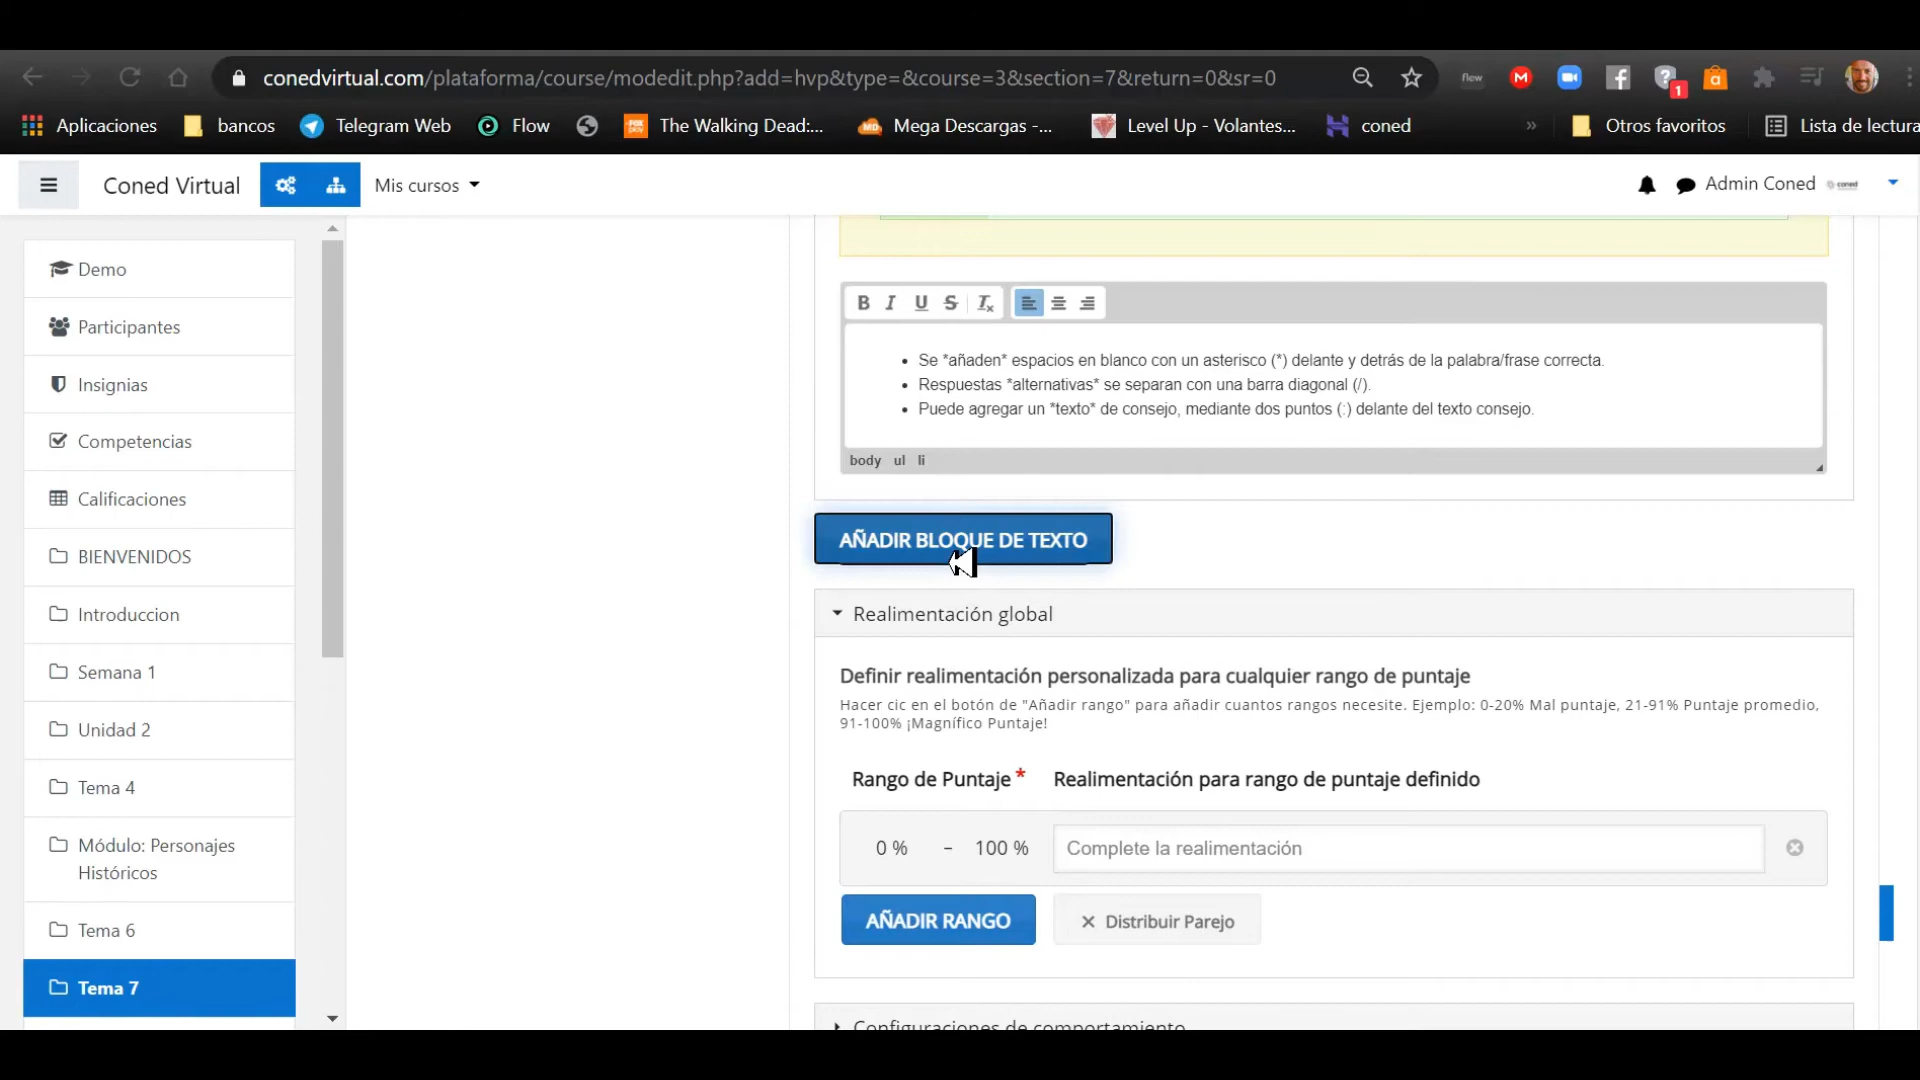 conedvirtual.com/plataforma/course/modedit.php?add=hvp&type=&course=3&section=7&return=0&sr=0
flow
1
Aplicaciones
bancos
Telegram Web
Flow
The Walking Dead:...
Mega Descargas -...
Level Up - Volantes...
coned
»
Otros favoritos
Lista de lectura
Coned Virtual
Mis cursos
Admin Coned
coned
Demo
Participantes
Insignias
Competencias
Calificaciones
BIENVENIDOS
Introduccion
Semana 1
Unidad 2
Tema 4
Módulo: Personajes
Históricos
Tema 6
Tema 7
B I U S Tx
• Se *añaden* espacios en blanco con un asterisco (*) delante y detrás de la palabra/frase correcta.
• Respuestas *alternativas* se separan con una barra diagonal (/).
• Puede agregar un *texto* de consejo, mediante dos puntos (:) delante del texto consejo.
body ul li
AÑADIR BLOQUE DE TEXTO
Realimentación global
Definir realimentación personalizada para cualquier rango de puntaje
Hacer cic en el botón de "Añadir rango" para añadir cuantos rangos necesite. Ejemplo: 0-20% Mal puntaje, 21-91% Puntaje promedio,
91-100% ¡Magnífico Puntaje!
Rango de Puntaje * Realimentación para rango de puntaje definido
0 % – 100 % Complete la realimentación
AÑADIR RANGO
Distribuir Parejo
Configuraciones de comportamiento